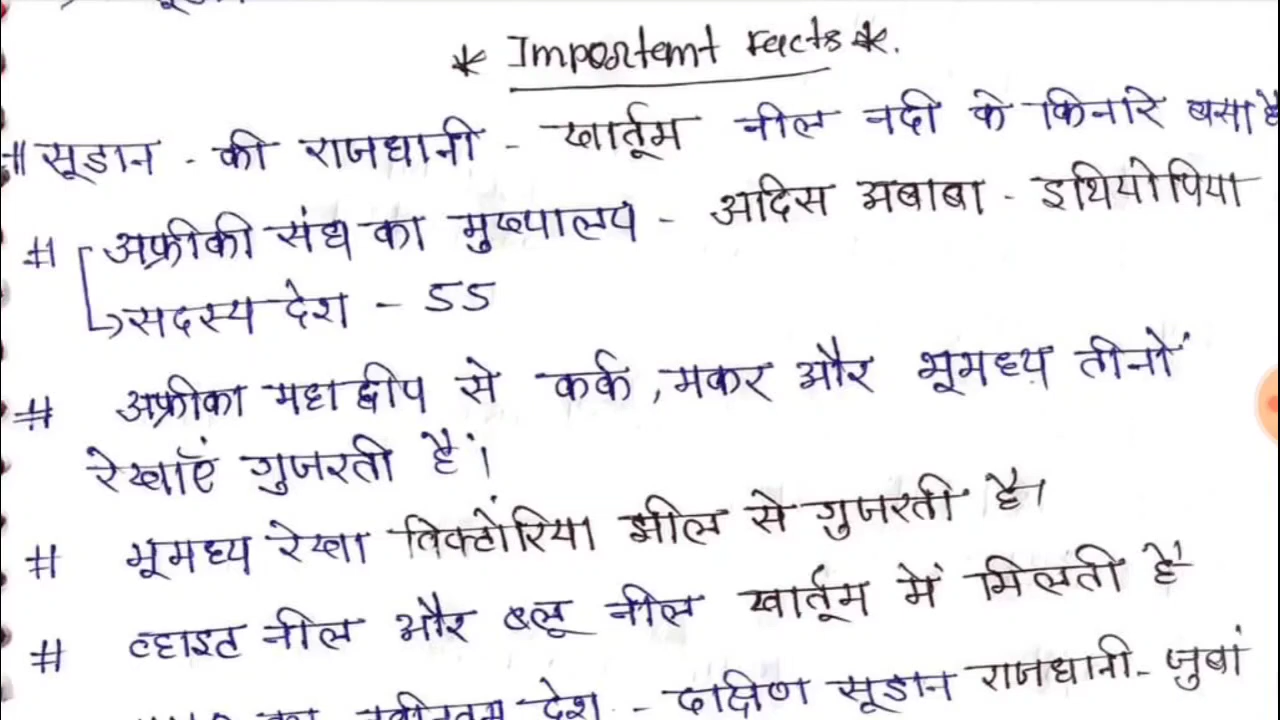 * Important Facts *.
# सूडान - की राजधानी - खार्तूम नील नदी के किनारे बसा है
# अफ्रीकी संघ का मुख्यालय - अदिस अबाबा - इथियोपिया
सदस्य देश - 55
# अफ्रीका महाद्वीप से कर्क, मकर और भूमध्य तीनों
रेखाएँ गुजरती हैं।
# भूमध्य रेखा विक्टोरिया झील से गुजरती है।
# व्हाइट नील और ब्लू नील खार्तूम में मिलती हैं
देश - दक्षिण सूडान राजधानी - जुबां